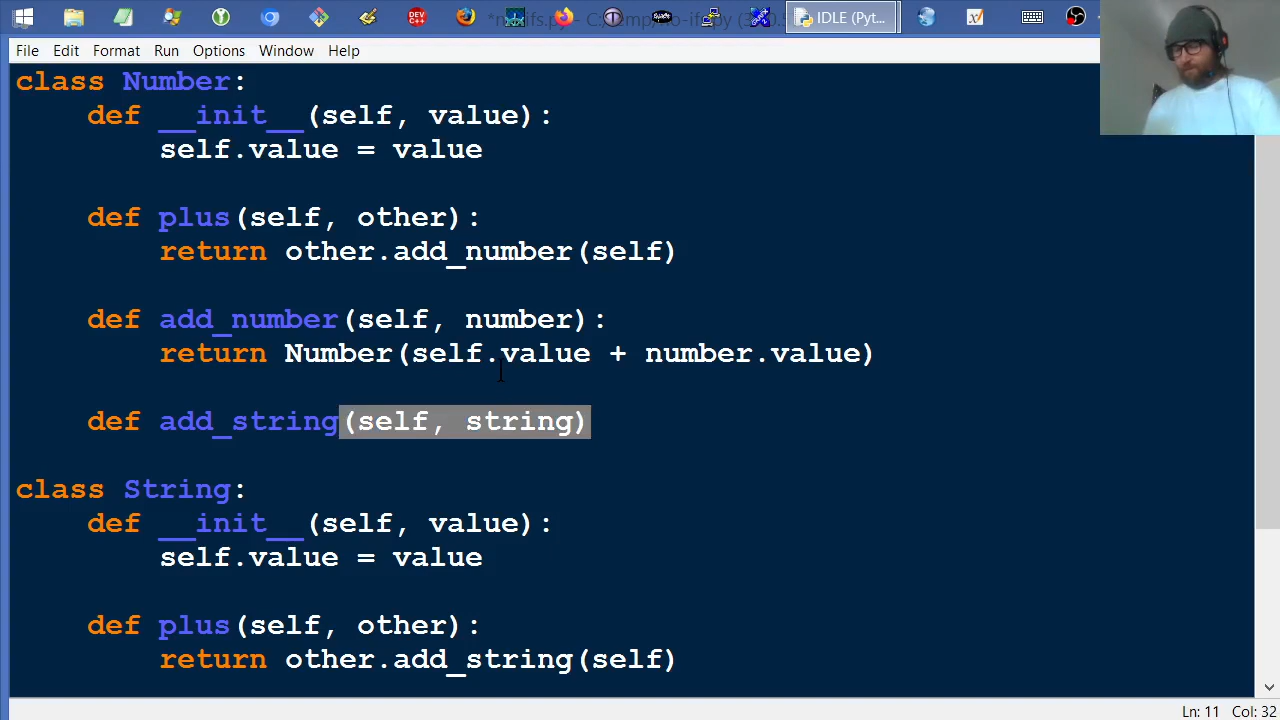 IDLE (Pyt...
File Edit Format Run Options Window Help
class Number:
def __init__(self, value):
self.value = value
def plus(self, other):
return other.add_number(self)
def add_number(self, number):
return Number(self.value + number.value)
def add_string(self, string)
class String:
def __init__(self, value):
self.value = value
def plus(self, other):
return other.add_string(self)
Ln: 11 Col: 32